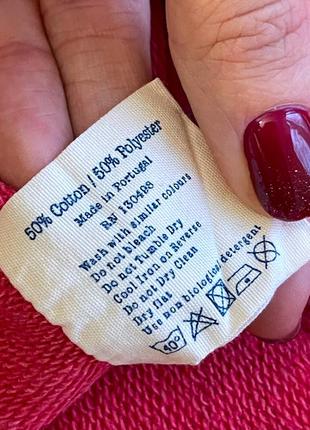 50% Cotton / 50% Polyester
Made in Portugal
RN 130498
Wash with similar colours
Do not bleach
Do not Tumble Dry
Cool Iron on Reverse
Do not Dry Clean
Dry flat
Use non biological detergent
40°